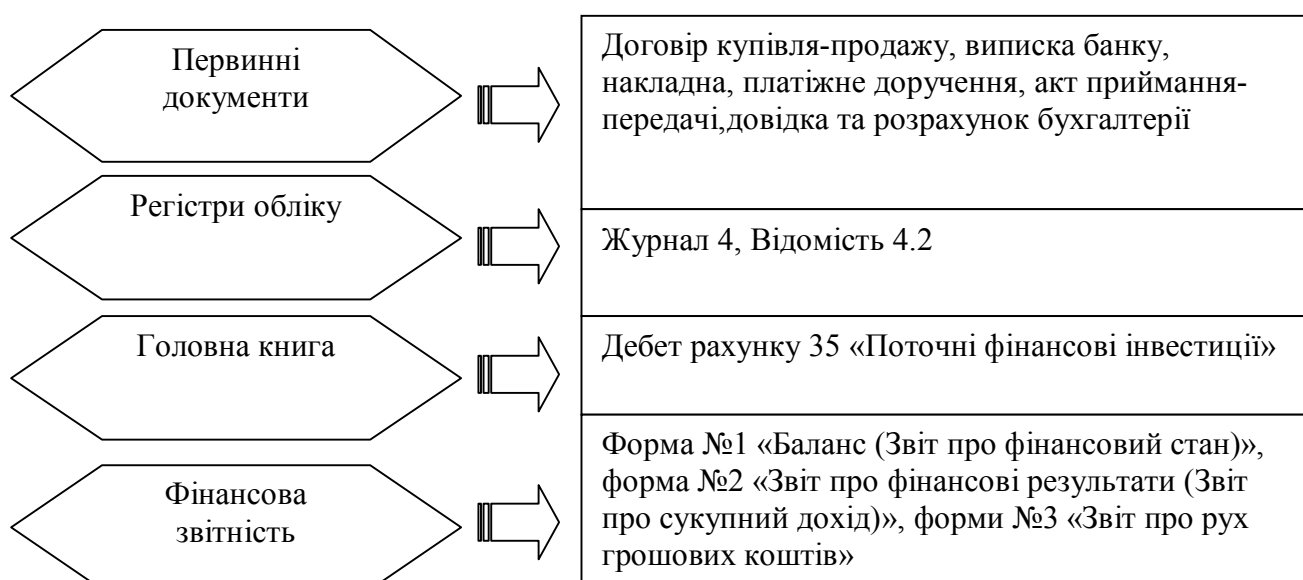 Первинні
документи
Договір купівля-продажу, виписка банку,
накладна, платіжне доручення, акт приймання-
передачі,довідка та розрахунок бухгалтерії
Регістри обліку
Журнал 4, Відомість 4.2
Головна книга
Дебет рахунку 35 «Поточні фінансові інвестиції»
Фінансова
звітність
Форма №1 «Баланс (Звіт про фінансовий стан)»,
форма №2 «Звіт про фінансові результати (Звіт
про сукупний дохід)», форми №3 «Звіт про рух
грошових коштів»